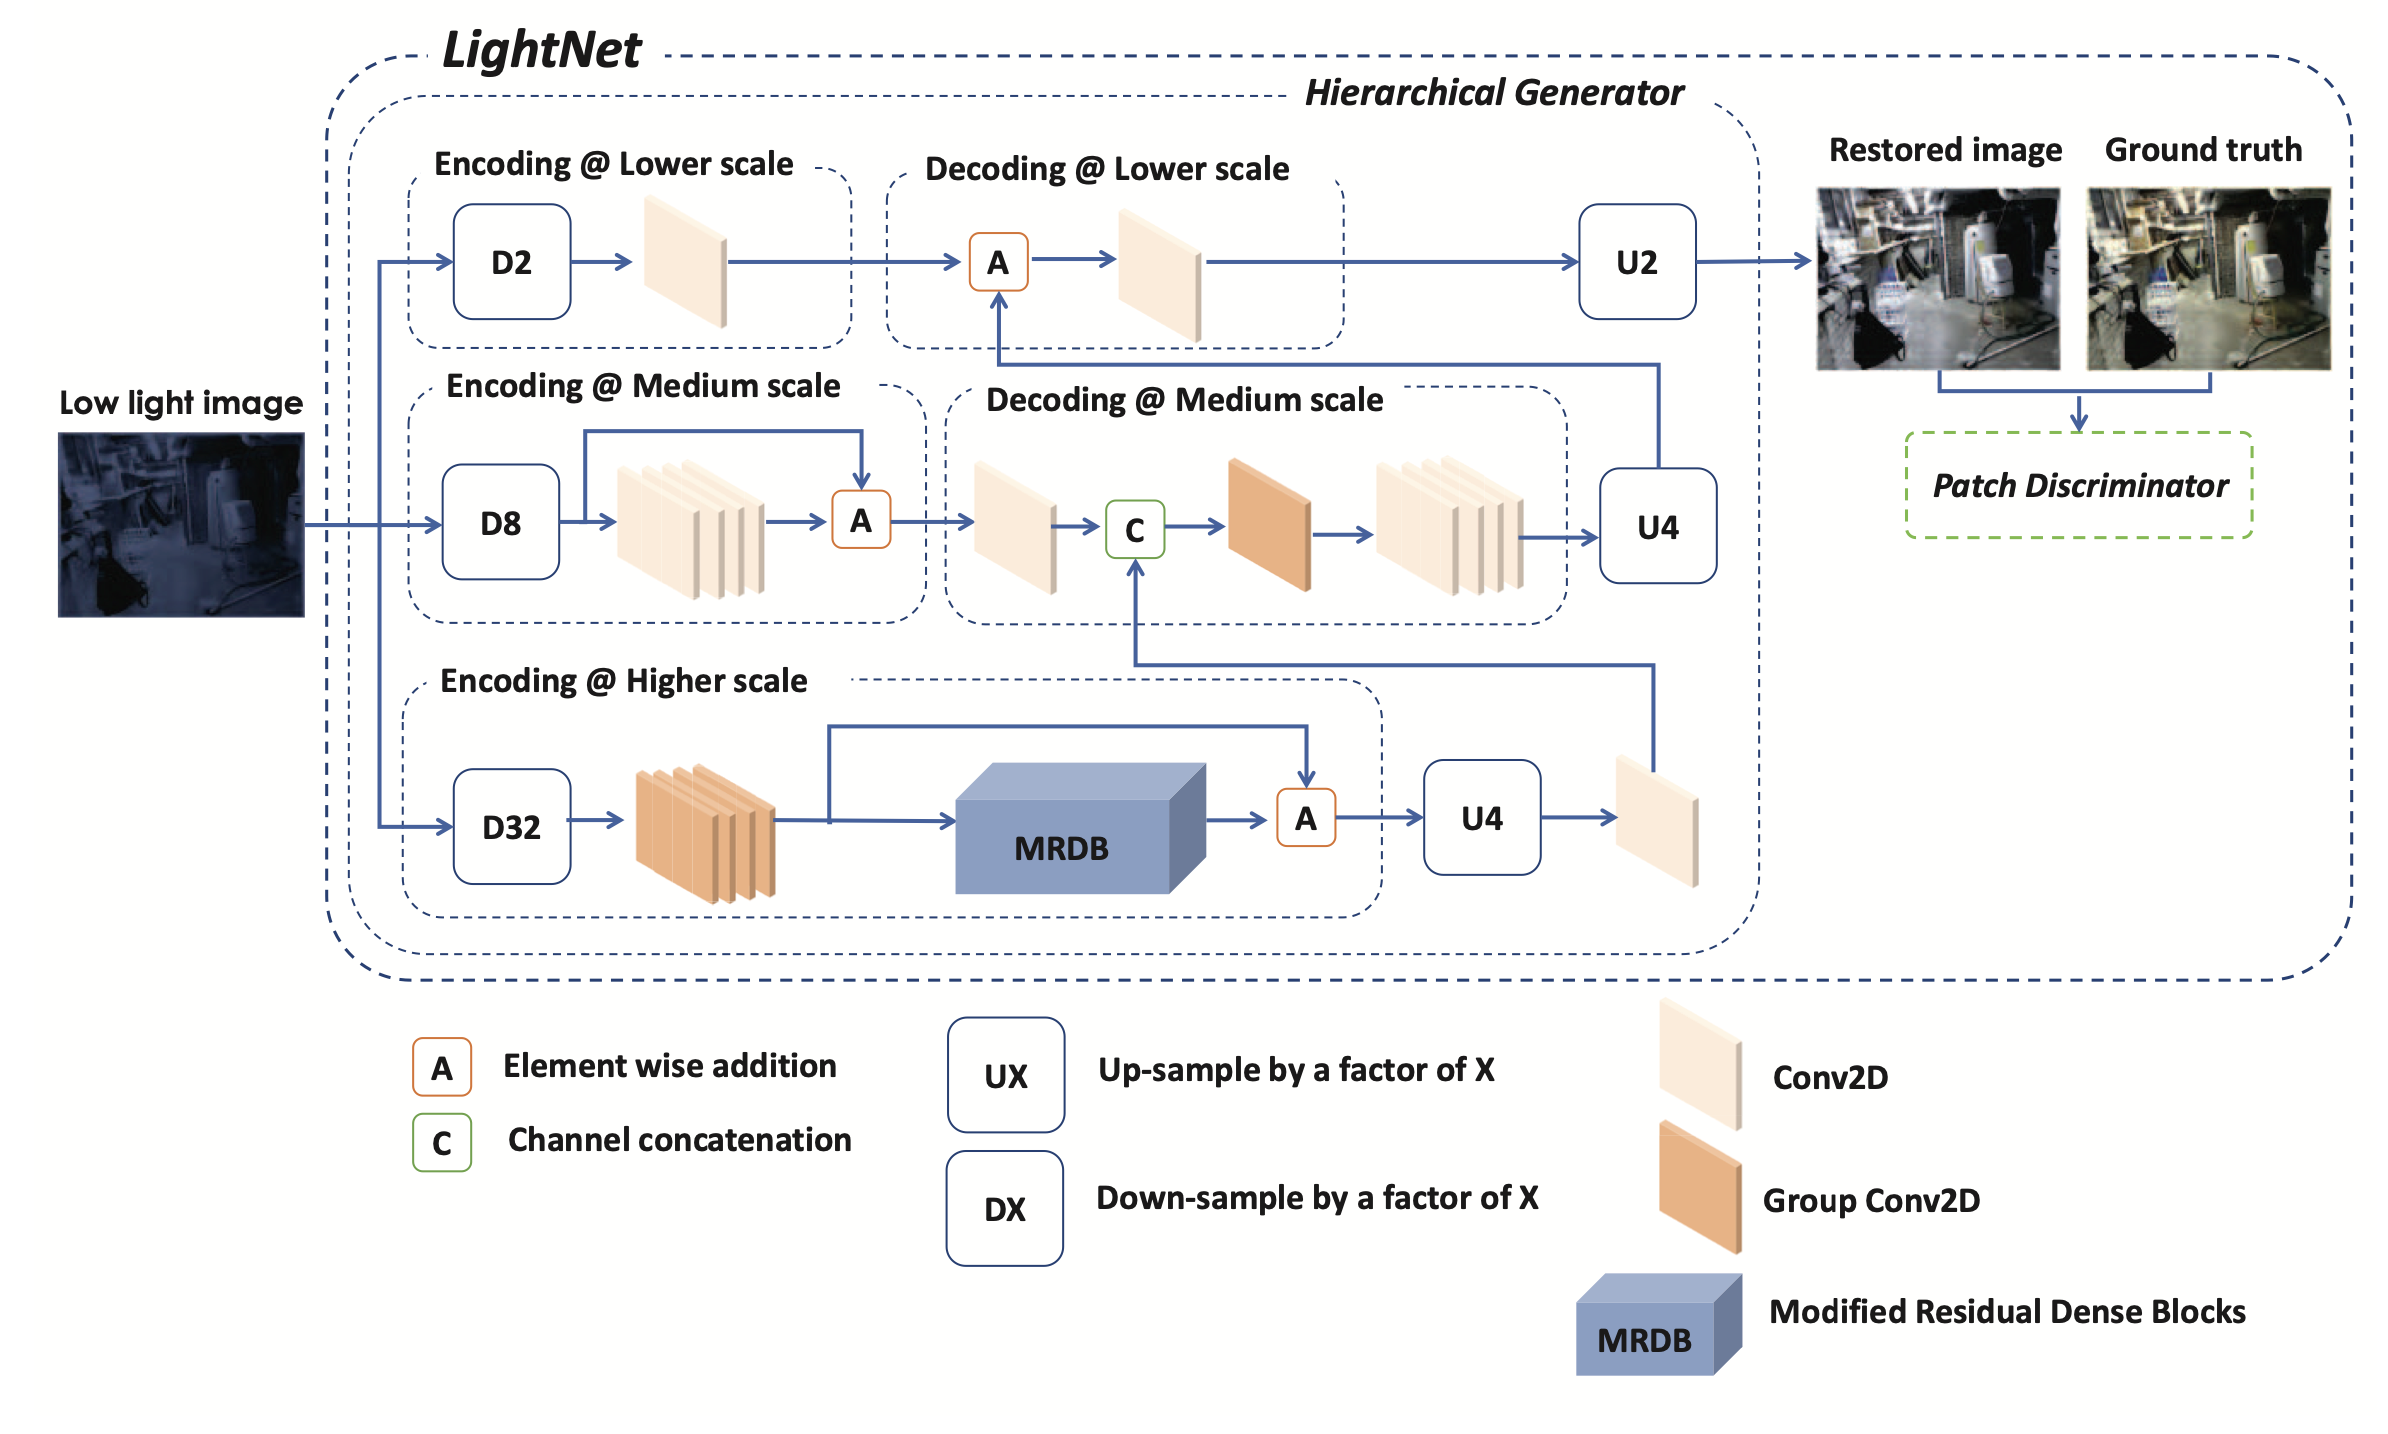 LightNet
Hierarchical Generator
Encoding @ Lower scale
Decoding @ Lower scale
Restored image
Ground truth
D2
A
U2
Low light image
Encoding @ Medium scale
Decoding @ Medium scale
D8
A
C
U4
Patch Discriminator
Encoding @ Higher scale
D32
MRDB
A
U4
A
Element wise addition
C
Channel concatenation
UX
Up-sample by a factor of X
DX
Down-sample by a factor of X
Conv2D
Group Conv2D
MRDB
Modified Residual Dense Blocks